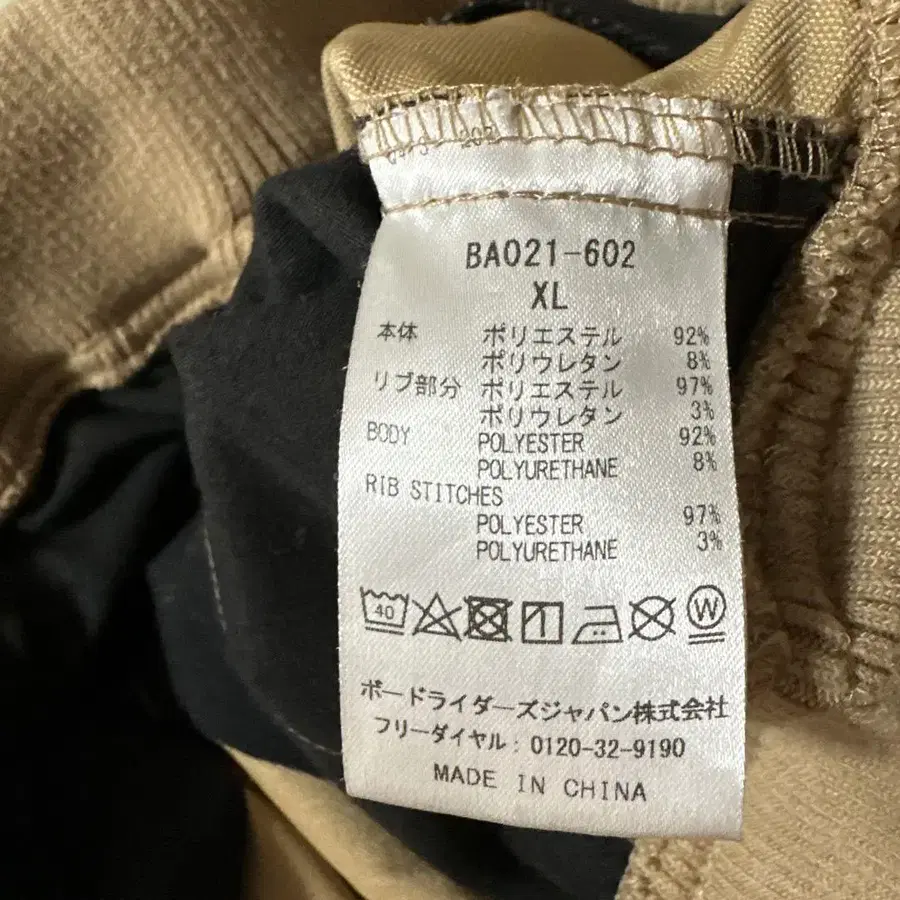 BA021-602
XL
本体 ポリエステル 92%
ポリウレタン 8%
リブ部分 ポリエステル 97%
ポリウレタン 3%
BODY POLYESTER 92%
POLYURETHANE 8%
RIB STITCHES
POLYESTER 97%
POLYURETHANE 3%
40 W
ボードライダーズジャパン株式会社
フリーダイヤル: 0120-32-9190
MADE IN CHINA